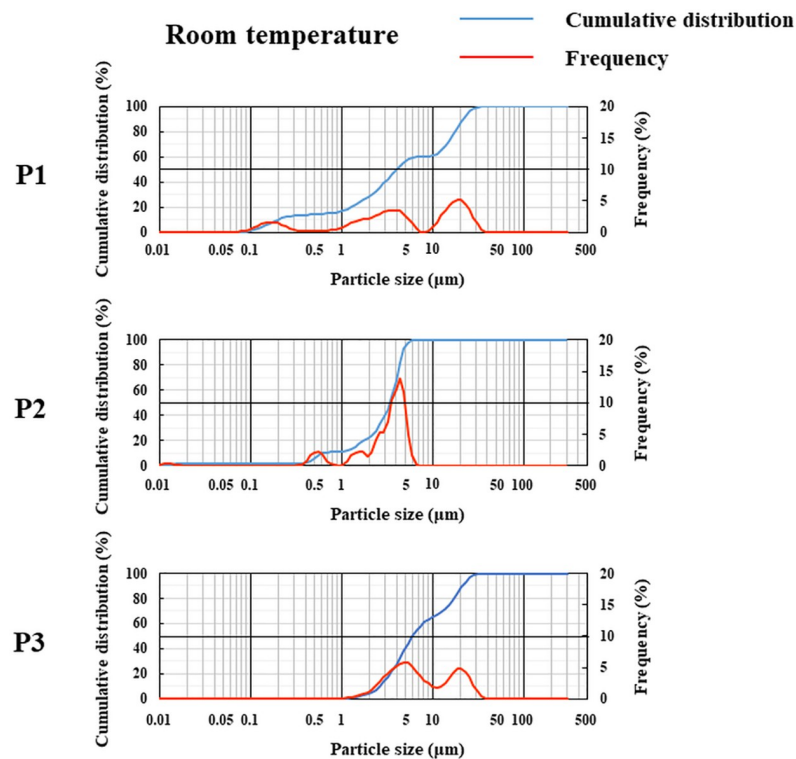 Room temperature
Cumulative distribution
Frequency
P1
Cumulative distribution (%)
100
80
60
40
20
0
20
15
10
5
0
Frequency (%)
0.01 0.05 0.1 0.5 1 5 10 50 100 500
Particle size (µm)
P2
Cumulative distribution (%)
100
80
60
40
20
0
20
15
10
5
0
Frequency (%)
0.01 0.05 0.1 0.5 1 5 10 50 100 500
Particle size (µm)
P3
Cumulative distribution (%)
100
80
60
40
20
0
20
15
10
5
0
Frequency (%)
0.01 0.05 0.1 0.5 1 5 10 50 100 500
Particle size (µm)